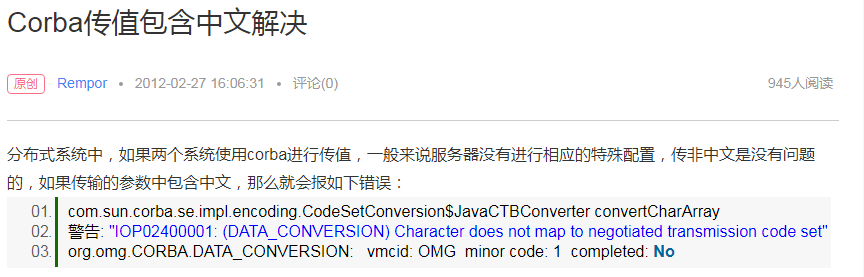 Corba传值包含中文解决
原创 Rempor • 2012-02-27 16:06:31 • 评论(0) 945人阅读
分布式系统中，如果两个系统使用corba进行传值，一般来说服务器没有进行相应的特殊配置，传非中文是没有问题
的，如果传输的参数中包含中文，那么就会报如下错误：
01. com.sun.corba.se.impl.encoding.CodeSetConversion$JavaCTBConverter convertCharArray
02. 警告: "IOP02400001: (DATA_CONVERSION) Character does not map to negotiated transmission code set"
03. org.omg.CORBA.DATA_CONVERSION: vmcid: OMG minor code: 1 completed: No